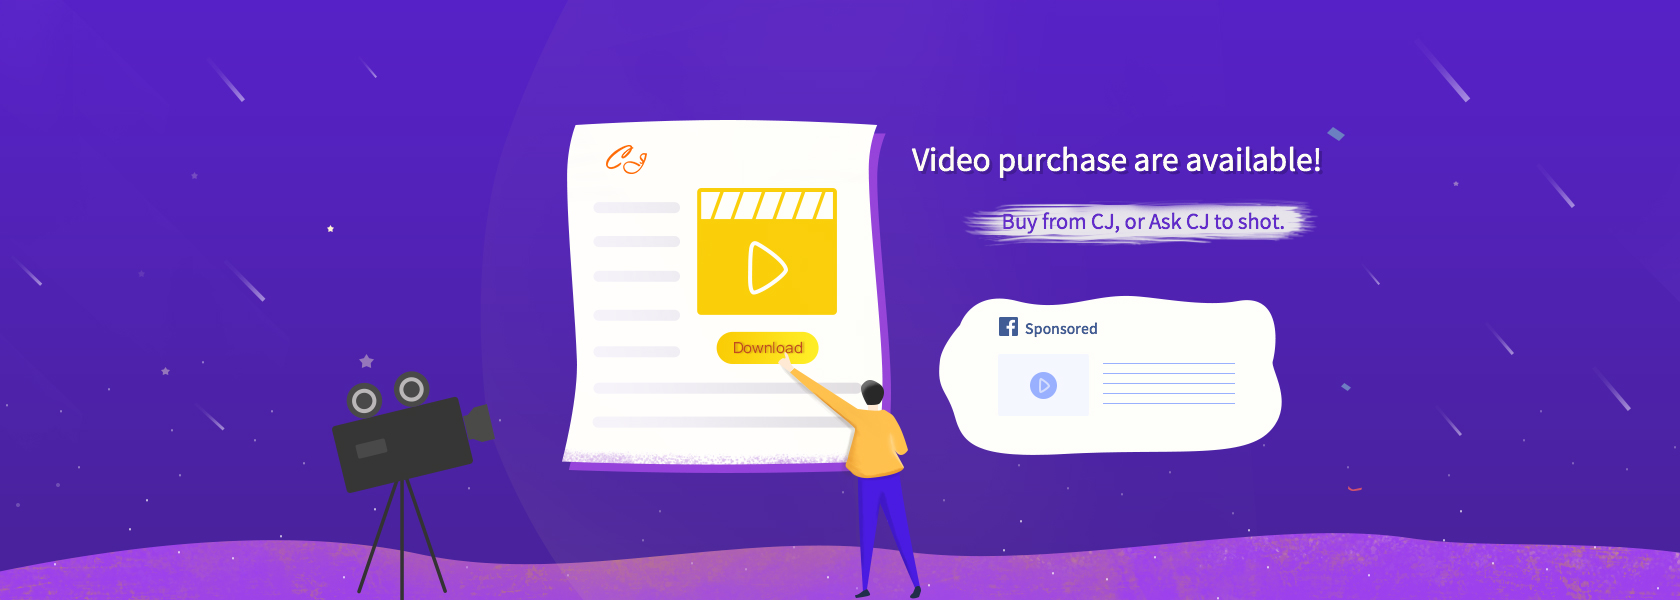 CJ
Video purchase are available!
Buy from CJ, or Ask CJ to shot.
Sponsored
Download